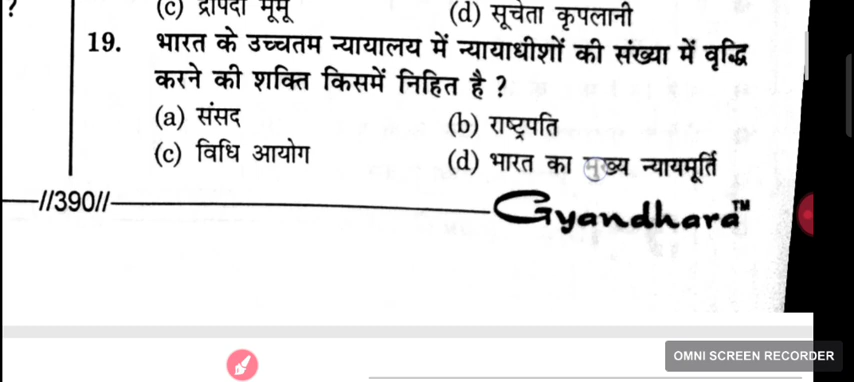 ?
(c) द्रौपदी मुर्मू (d) सूचेता कृपलानी
19. भारत के उच्चतम न्यायालय में न्यायाधीशों की संख्या में वृद्धि
करने की शक्ति किसमें निहित है ?
(a) संसद (b) राष्ट्रपति
(c) विधि आयोग (d) भारत का मुख्य न्यायमूर्ति
//390//
Gyandhara™
OMNI SCREEN RECORDER